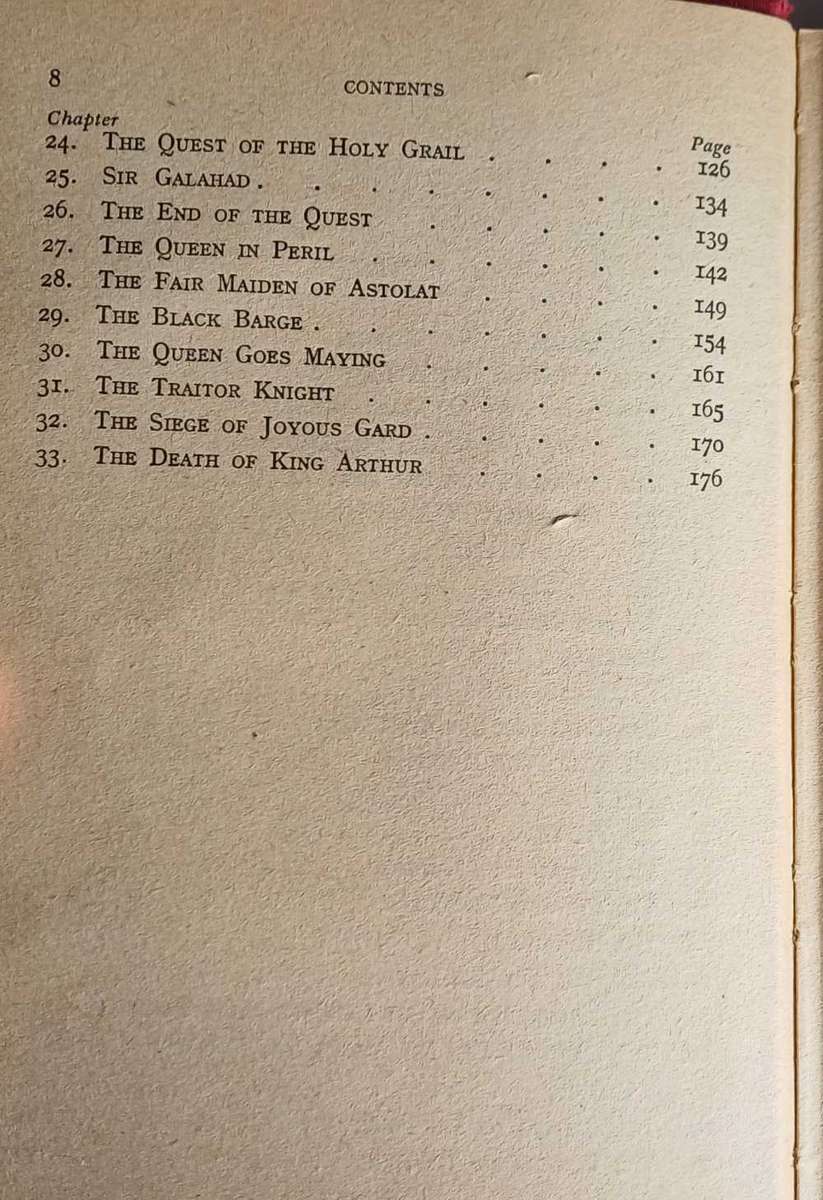 8 CONTENTS
Chapter Page
24. THE QUEST OF THE HOLY GRAIL . . . . 126
25. SIR GALAHAD . . . . . . . . 134
26. THE END OF THE QUEST . . . . . 139
27. THE QUEEN IN PERIL . . . . . . 142
28. THE FAIR MAIDEN OF ASTOLAT . . . . 149
29. THE BLACK BARGE . . . . . . . 154
30. THE QUEEN GOES MAYING . . . . . 161
31. THE TRAITOR KNIGHT . . . . . . 165
32. THE SIEGE OF JOYOUS GARD . . . . . 170
33. THE DEATH OF KING ARTHUR . . . . 176